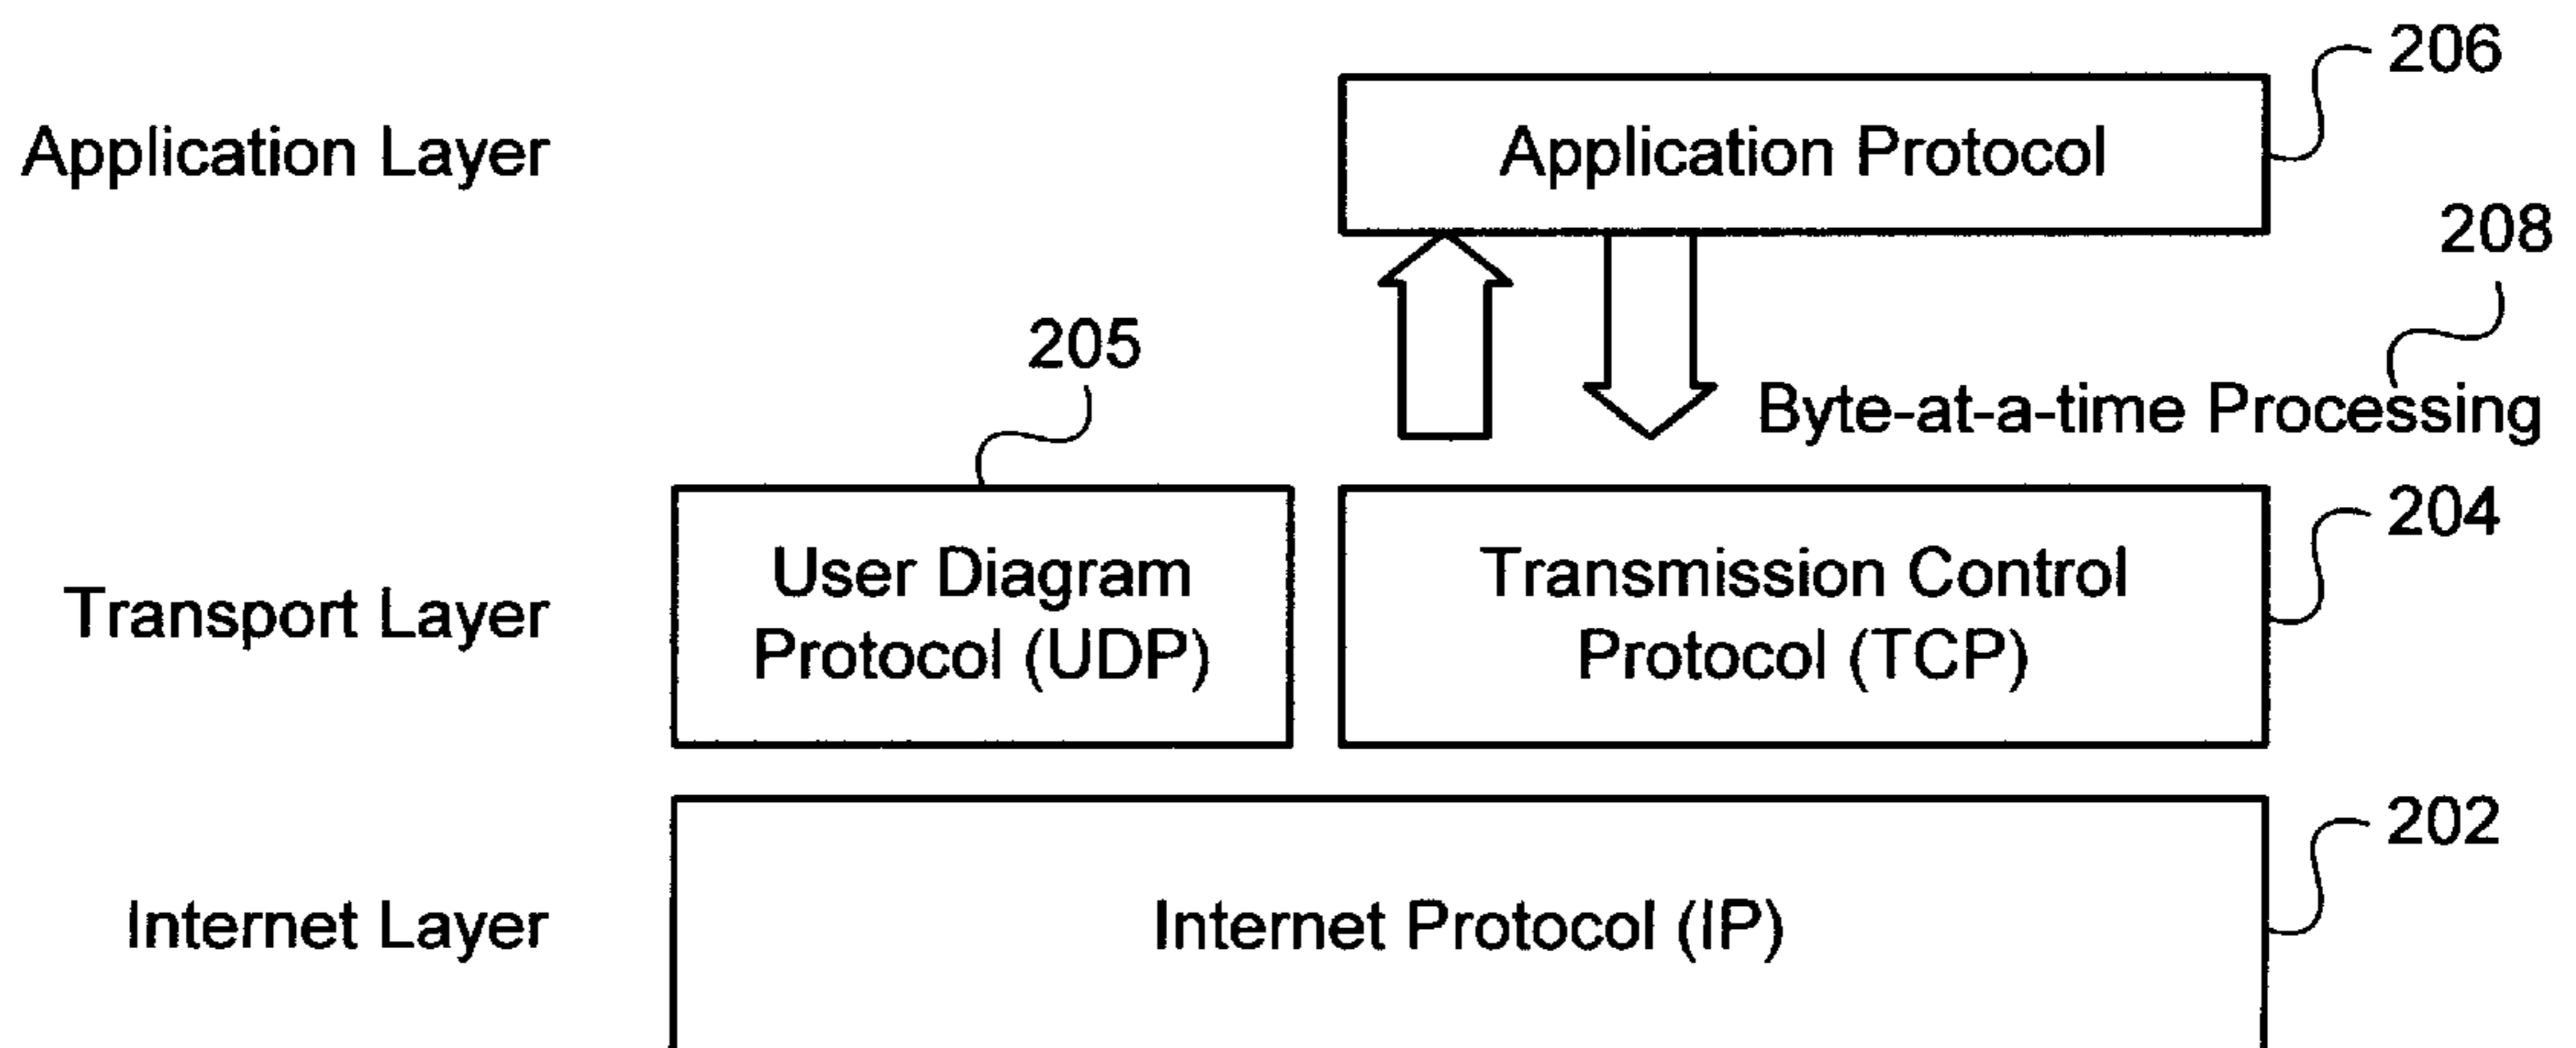 206
Application Layer
Application Protocol
208
205
Byte-at-a-time Processing
204
User Diagram
Protocol (UDP)
Transmission Control
Protocol (TCP)
Transport Layer
202
Internet Layer
Internet Protocol (IP)